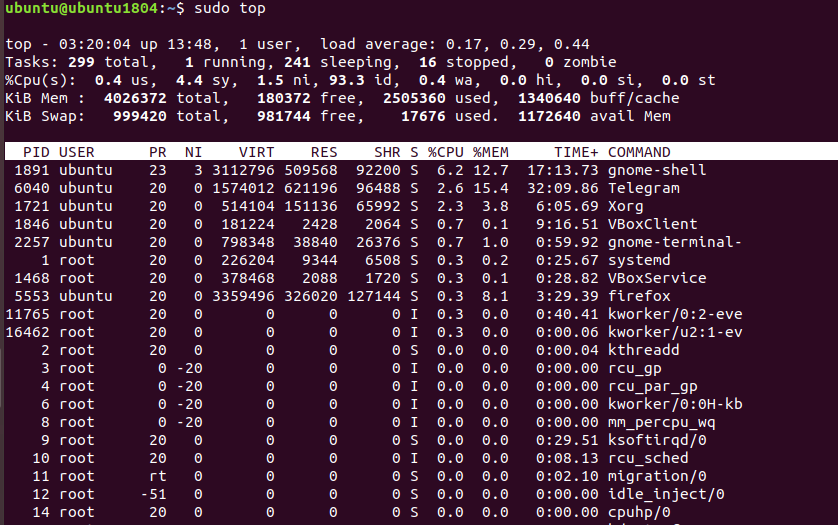 ubuntu@ubuntu1804:~$ sudo top
top - 03:20:04 up 13:48,  1 user,  load average: 0.17, 0.29, 0.44
Tasks: 299 total,   1 running, 241 sleeping,  16 stopped,   0 zombie
%Cpu(s):  0.4 us,  4.4 sy,  1.5 ni, 93.3 id,  0.4 wa,  0.0 hi,  0.0 si,  0.0 st
KiB Mem :  4026372 total,   180372 free,  2505360 used,  1340640 buff/cache
KiB Swap:   999420 total,   981744 free,    17676 used.  1172640 avail Mem
PID USER      PR  NI    VIRT    RES    SHR S %CPU %MEM     TIME+ COMMAND
1891 ubuntu    23   3 3112796 509568  92200 S  6.2 12.7  17:13.73 gnome-shell
6040 ubuntu    20   0 1574012 621196  96488 S  2.6 15.4  32:09.86 Telegram
1721 ubuntu    20   0  514104 151136  65992 S  2.3  3.8   6:05.69 Xorg
1846 ubuntu    20   0  181224   2428   2064 S  0.7  0.1   9:16.51 VBoxClient
2257 ubuntu    20   0  798348  38840  26376 S  0.7  1.0   0:59.92 gnome-terminal-
1 root      20   0  226204   9344   6508 S  0.3  0.2   0:25.67 systemd
1468 root      20   0  378468   2088   1720 S  0.3  0.1   0:28.82 VBoxService
5553 ubuntu    20   0 3359496 326020 127144 S  0.3  8.1   3:29.39 firefox
11765 root      20   0       0      0      0 I  0.3  0.0   0:40.41 kworker/0:2-eve
16462 root      20   0       0      0      0 I  0.3  0.0   0:00.06 kworker/u2:1-ev
2 root      20   0       0      0      0 S  0.0  0.0   0:00.04 kthreadd
3 root       0 -20       0      0      0 I  0.0  0.0   0:00.00 rcu_gp
4 root       0 -20       0      0      0 I  0.0  0.0   0:00.00 rcu_par_gp
6 root       0 -20       0      0      0 I  0.0  0.0   0:00.00 kworker/0:0H-kb
8 root       0 -20       0      0      0 I  0.0  0.0   0:00.00 mm_percpu_wq
9 root      20   0       0      0      0 S  0.0  0.0   0:29.51 ksoftirqd/0
10 root      20   0       0      0      0 I  0.0  0.0   0:08.13 rcu_sched
11 root      rt   0       0      0      0 S  0.0  0.0   0:02.10 migration/0
12 root     -51   0       0      0      0 S  0.0  0.0   0:00.00 idle_inject/0
14 root      20   0       0      0      0 S  0.0  0.0   0:00.00 cpuhp/0